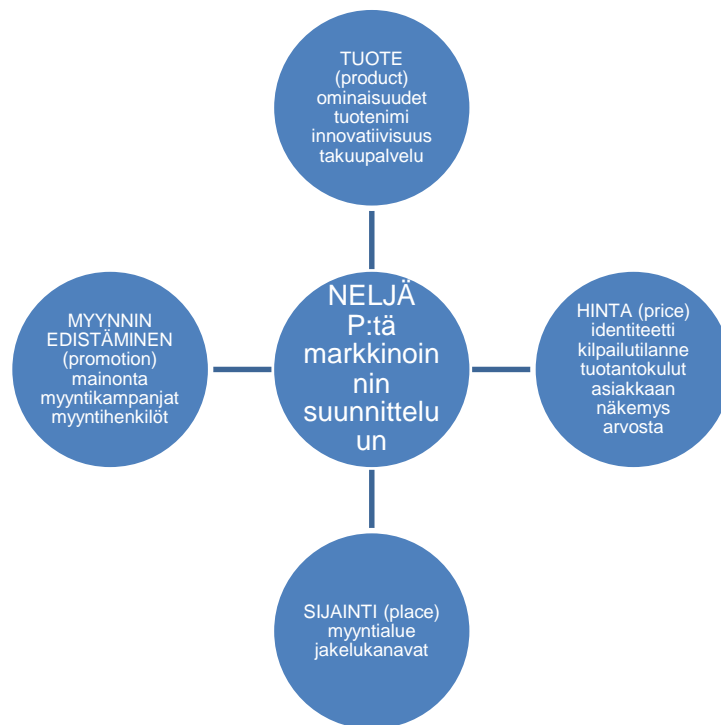 TUOTE
(product)
ominaisuudet
tuotenimi
innovatiivisuus
takuupalvelu
MYYNNIN
EDISTÄMINEN
(promotion)
mainonta
myyntikampanjat
myyntihenkilöt
NELJÄ
P:tä
markkinoin
nin
suunnittelu
un
HINTA (price)
identiteetti
kilpailutilanne
tuotantokulut
asiakkaan
näkemys
arvosta
SIJAINTI (place)
myyntialue
jakelukanavat